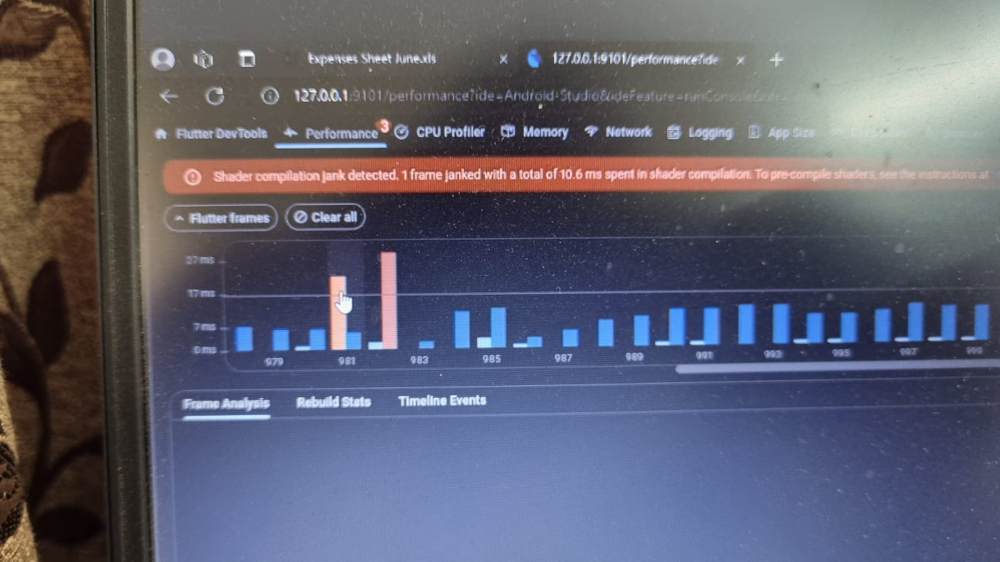 Expenses Sheet June.xls 127.0.0.1:9101/performance?ide
127.0.0.1:9101/performance?ide=Android-Studio&ideFeature=runConsole
Flutter DevTools Performance 3 CPU Profiler Memory Network Logging App Size
Shader compilation jank detected. 1 frame janked with a total of 10.6 ms spent in shader compilation. To pre-compile shaders, see the instructions at
Flutter frames Clear all
27 ms
17 ms
7 ms
0 ms
979 981 983 985 987 989 991 993 995 997 999
Frame Analysis Rebuild Stats Timeline Events